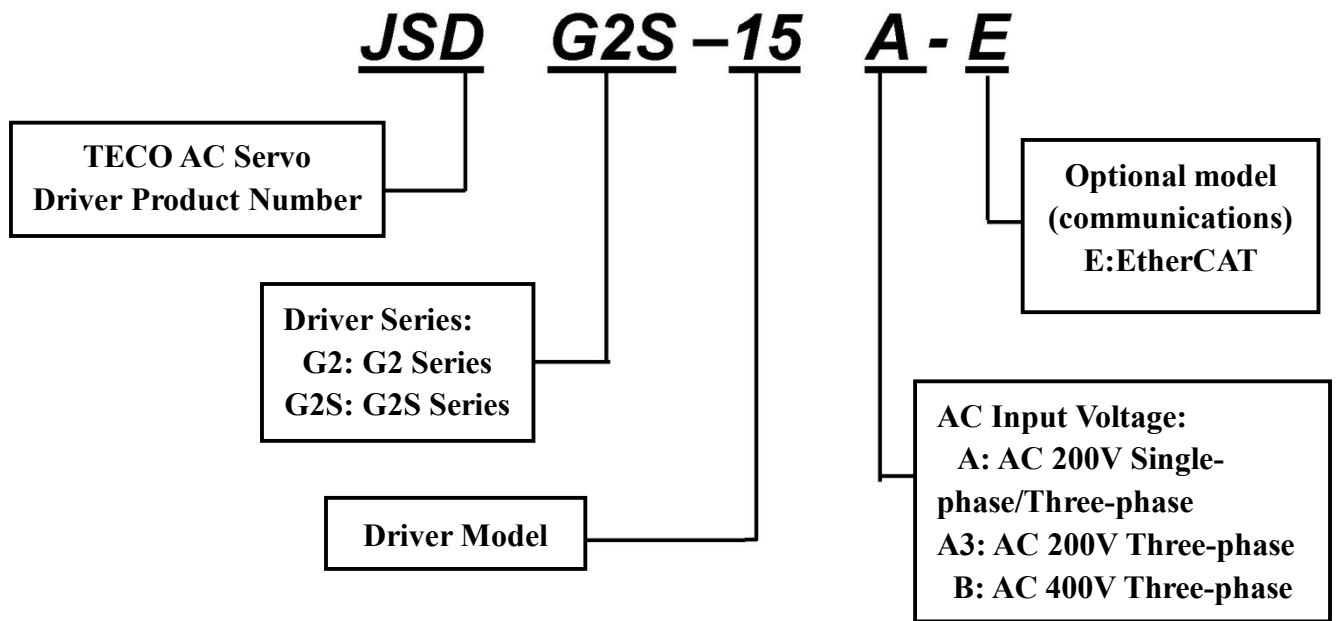 JSD G2S – 15 A - E
TECO AC Servo
Driver Product Number
Optional model
(communications)
E:EtherCAT
Driver Series:
G2: G2 Series
G2S: G2S Series
AC Input Voltage:
A: AC 200V Single-
phase/Three-phase
A3: AC 200V Three-phase
B: AC 400V Three-phase
Driver Model